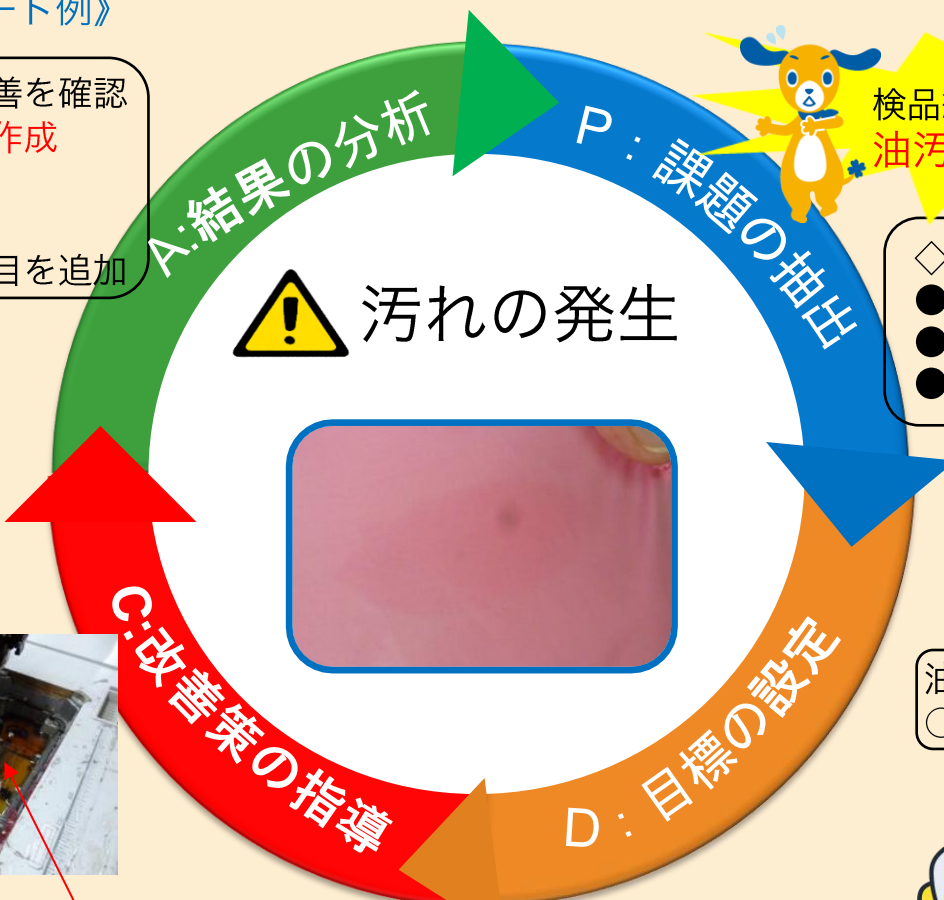 ート例》
善を確認
作成
目を追加
A:結果の分析
P：課題の抽出
検品
油汚
◇
●
●
●
汚れの発生
C:改善策の指導
D：目標の設定
油
○